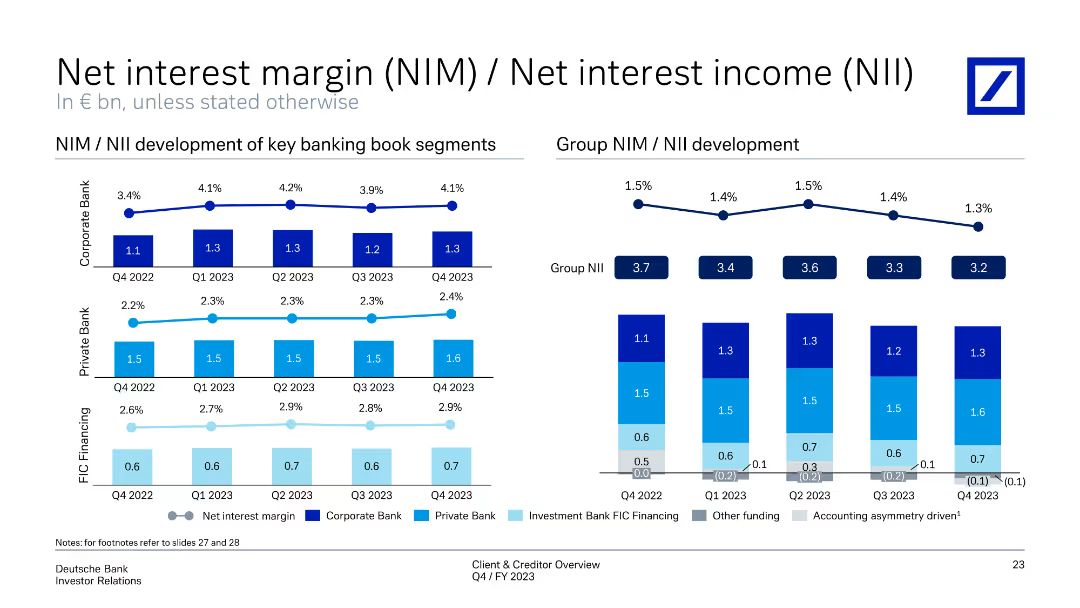 Net interest margin (NIM) / Net interest income (NII)
In € bn, unless stated otherwise
NIM / NII development of key banking book segments
Corporate Bank
3.4% 4.1% 4.2% 3.9% 4.1%
1.1 1.3 1.3 1.2 1.3
Q4 2022 Q1 2023 Q2 2023 Q3 2023 Q4 2023
Private Bank
2.2% 2.3% 2.3% 2.3% 2.4%
1.5 1.5 1.5 1.5 1.6
Q4 2022 Q1 2023 Q2 2023 Q3 2023 Q4 2023
FIC Financing
2.6% 2.7% 2.9% 2.8% 2.9%
0.6 0.6 0.7 0.6 0.7
Q4 2022 Q1 2023 Q2 2023 Q3 2023 Q4 2023
Group NIM / NII development
1.5% 1.4% 1.5% 1.4% 1.3%
Group NII 3.7 3.4 3.6 3.3 3.2
1.1 1.3 1.3 1.2 1.3
1.5 1.5 1.5 1.5 1.6
0.6 0.6 0.7 0.6 0.7
0.5 0.1 0.3 0.1 (0.1)
0.0 (0.2) (0.2) (0.2) (0.1)
Q4 2022 Q1 2023 Q2 2023 Q3 2023 Q4 2023
Net interest margin Corporate Bank Private Bank Investment Bank FIC Financing Other funding Accounting asymmetry driven¹
Notes: for footnotes refer to slides 27 and 28
Deutsche Bank
Investor Relations
Client & Creditor Overview
Q4 / FY 2023
23